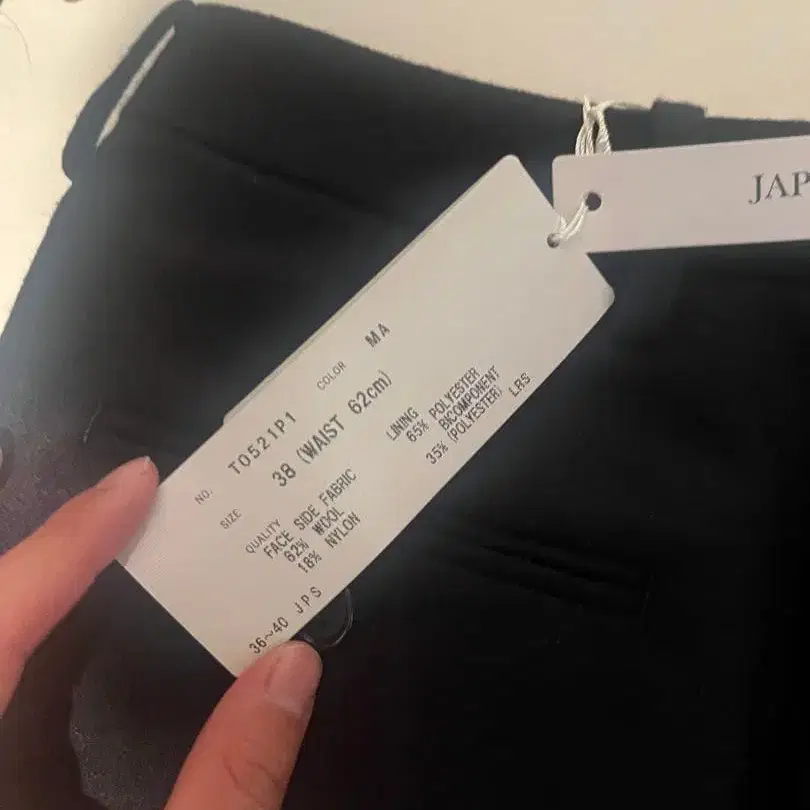 JAP
NO. T0521P1 COLOR MA
SIZE 38 (WAIST 62cm)
QUALITY
FACE SIDE FABRIC
82% WOOL
18% NYLON
LINING
65% POLYESTER
BICOMPONENT
35% (POLYESTER) LRS
36~40 JPS